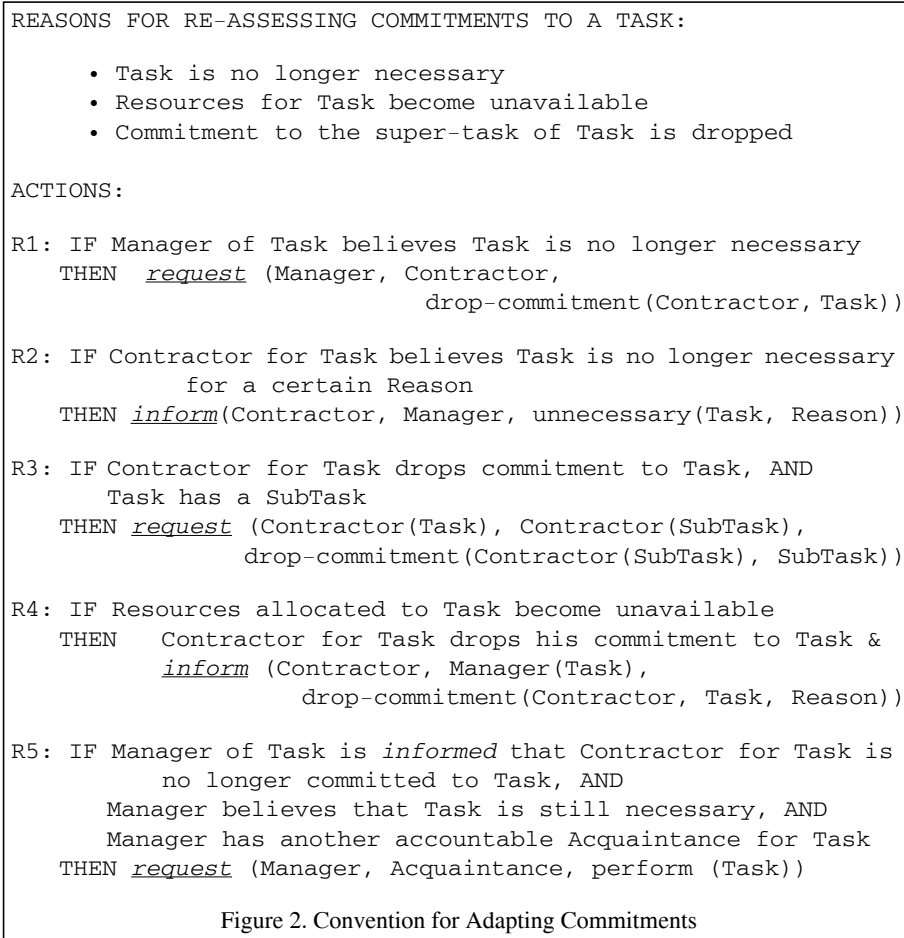 REASONS FOR RE-ASSESSING COMMITMENTS TO A TASK:
• Task is no longer necessary
• Resources for Task become unavailable
• Commitment to the super-task of Task is dropped
ACTIONS:
R1: IF Manager of Task believes Task is no longer necessary
THEN request (Manager, Contractor,
drop-commitment(Contractor, Task))
R2: IF Contractor for Task believes Task is no longer necessary
for a certain Reason
THEN inform(Contractor, Manager, unnecessary(Task, Reason))
R3: IF Contractor for Task drops commitment to Task, AND
Task has a SubTask
THEN request (Contractor(Task), Contractor(SubTask),
drop-commitment(Contractor(SubTask), SubTask))
R4: IF Resources allocated to Task become unavailable
THEN Contractor for Task drops his commitment to Task &
inform (Contractor, Manager(Task),
drop-commitment(Contractor, Task, Reason))
R5: IF Manager of Task is informed that Contractor for Task is
no longer committed to Task, AND
Manager believes that Task is still necessary, AND
Manager has another accountable Acquaintance for Task
THEN request (Manager, Acquaintance, perform (Task))
Figure 2. Convention for Adapting Commitments